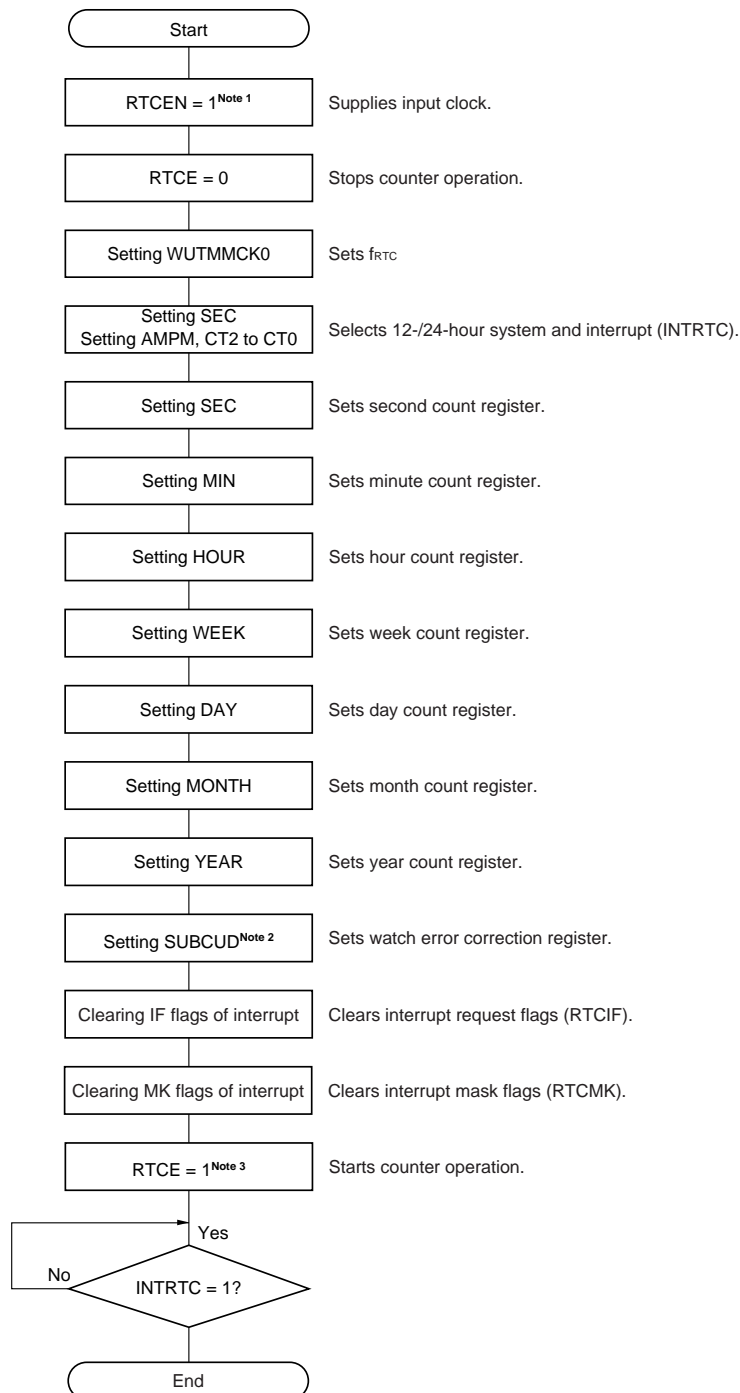 Start
RTCEN = 1Note 1 Supplies input clock.
RTCE = 0 Stops counter operation.
Setting WUTMMCK0 Sets fRTC
Setting SEC
Setting AMPM, CT2 to CT0 Selects 12-/24-hour system and interrupt (INTRTC).
Setting SEC Sets second count register.
Setting MIN Sets minute count register.
Setting HOUR Sets hour count register.
Setting WEEK Sets week count register.
Setting DAY Sets day count register.
Setting MONTH Sets month count register.
Setting YEAR Sets year count register.
Setting SUBCUDNote 2 Sets watch error correction register.
Clearing IF flags of interrupt Clears interrupt request flags (RTCIF).
Clearing MK flags of interrupt Clears interrupt mask flags (RTCMK).
RTCE = 1Note 3 Starts counter operation.
Yes
No
INTRTC = 1?
End